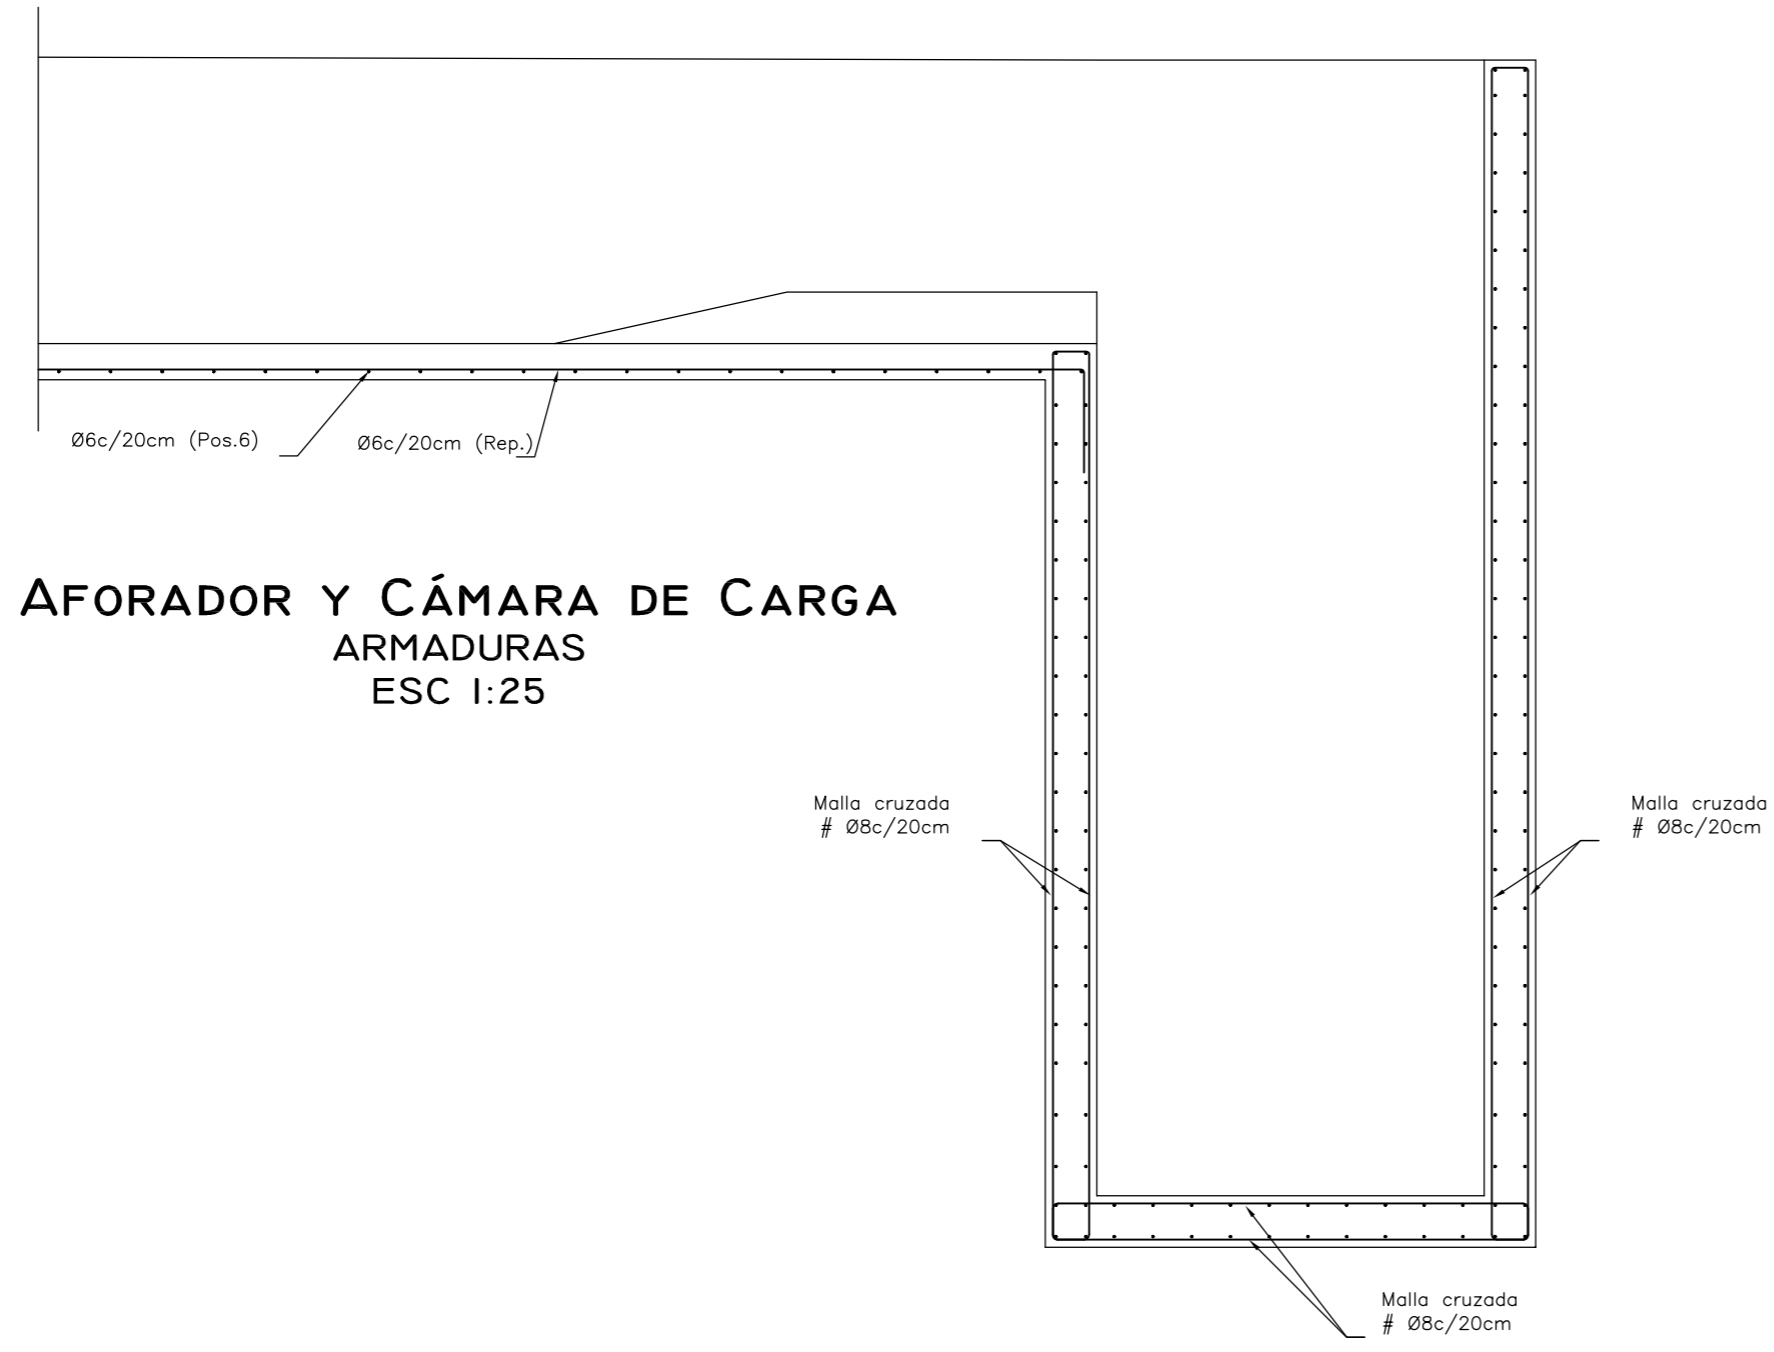 Ø6c/20cm (Pos.6)
Ø6c/20cm (Rep.)
AFORADOR Y CÁMARA DE CARGA
ARMADURAS
ESC 1:25
Malla cruzada
# Ø8c/20cm
Malla cruzada
# Ø8c/20cm
Malla cruzada
# Ø8c/20cm